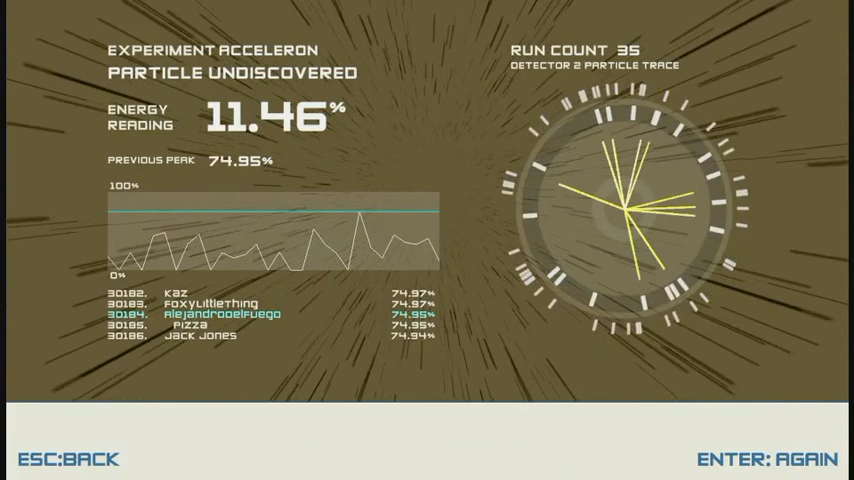 EXPERIMENT ACCELERON
PARTICLE UNDISCOVERED
ENERGY READING 11.46%
PREVIOUS PEAK 74.95%
100%
0%
30182. Kaz 74.97%
30183. Foxylittlething 74.97%
30184. Alejandrodelfuego 74.95%
30185. Pizza 74.95%
30186. Jack Jones 74.94%
RUN COUNT 35
DETECTOR 2 PARTICLE TRACE
ESC:BACK
ENTER: AGAIN